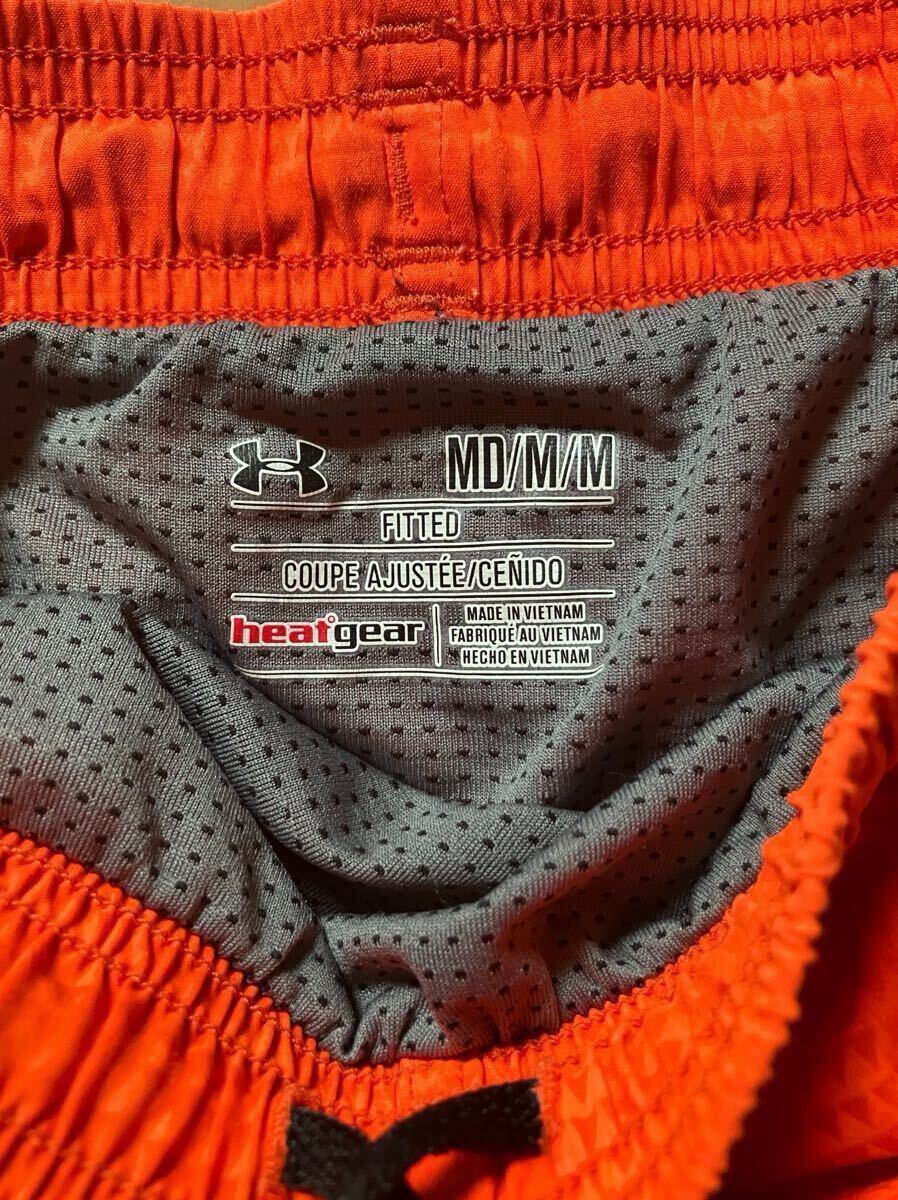 MD/M/M
FITTED
COUPE AJUSTÉE/CEÑIDO
heatgear
MADE IN VIETNAM
FABRIQUÉ AU VIETNAM
HECHO EN VIETNAM